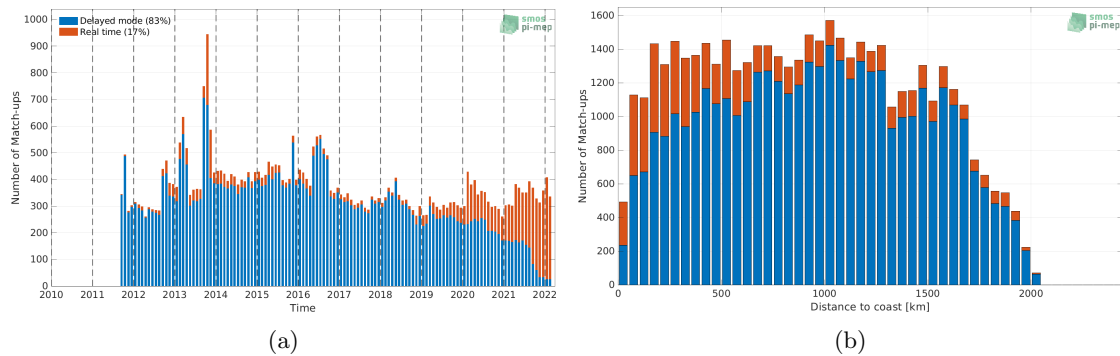 Delayed mode (83%)
Real time (17%)
smos
pi-mep
1000
900
800
700
600
500
400
300
200
100
0
Number of Match-ups
2010 2011 2012 2013 2014 2015 2016 2017 2018 2019 2020 2021 2022
Time
(a)
smos
pi-mep
1600
1400
1200
1000
800
600
400
200
0
Number of Match-ups
0 500 1000 1500 2000
Distance to coast [km]
(b)